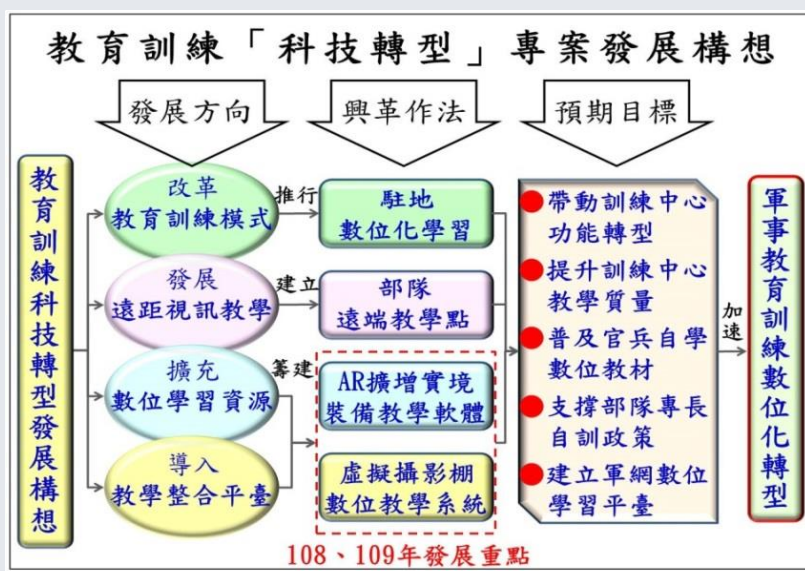 教育訓練「科技轉型」專案發展構想
發展方向
興革作法
預期目標
教育訓練科技轉型發展構想
改革
教育訓練模式
推行
駐地
數位化學習
發展
遠距視訊教學
建立
部隊
遠端教學點
擴充
數位學習資源
籌建
AR擴增實境
裝備教學軟體
導入
教學整合平臺
虛擬攝影棚
數位教學系統
108、109年發展重點
帶動訓練中心
功能轉型
提升訓練中心
教學質量
普及官兵自學
數位教材
支撐部隊專長
自訓政策
建立軍網數位
學習平臺
加速
軍事教育訓練數位化轉型